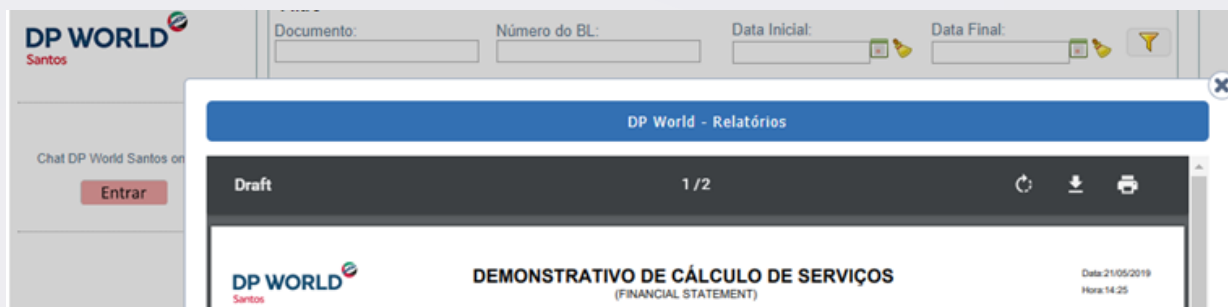 DP WORLD
Santos
Documento:
Número do BL:
Data Inicial:
Data Final:
DP World - Relatórios
Chat DP World Santos on
Entrar
Draft
1 / 2
DP WORLD
Santos
DEMONSTRATIVO DE CÁLCULO DE SERVIÇOS
(FINANCIAL STATEMENT)
Data:21/05/2019
Hora:14:25